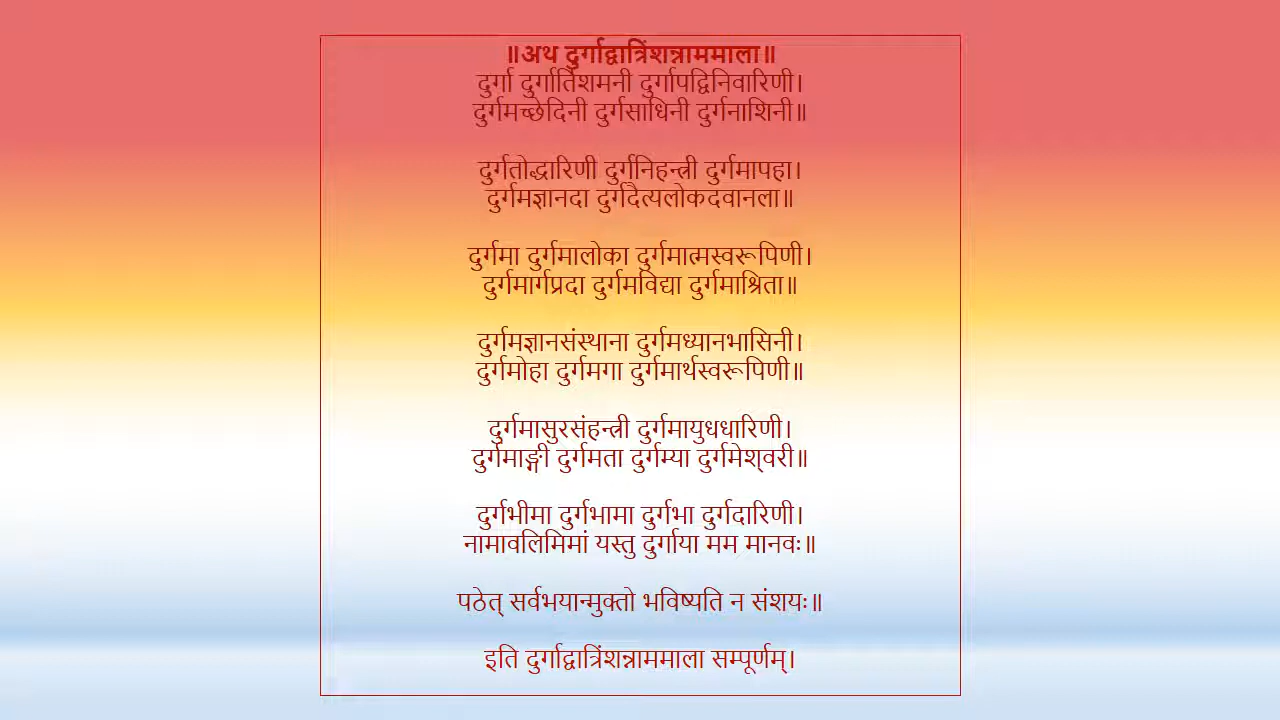 ॥अथ दुर्गाद्वात्रिंशन्नाममाला॥
दुर्गा दुर्गार्तिशमनी दुर्गापद्विनिवारिणी।
दुर्गमच्छेदिनी दुर्गसाधिनी दुर्गनाशिनी॥
दुर्गतोद्धारिणी दुर्गनिहन्त्री दुर्गमापहा।
दुर्गमज्ञानदा दुर्गदैत्यलोकदवानला॥
दुर्गमा दुर्गमालोका दुर्गमात्मस्वरूपिणी।
दुर्गमार्गप्रदा दुर्गमविद्या दुर्गमाश्रिता॥
दुर्गमज्ञानसंस्थाना दुर्गमध्यानभासिनी।
दुर्गमोहा दुर्गमगा दुर्गमार्थस्वरूपिणी॥
दुर्गमासुरसंहन्त्री दुर्गमायुधधारिणी।
दुर्गमाङ्गी दुर्गमता दुर्गम्या दुर्गमेश्वरी॥
दुर्गभीमा दुर्गभामा दुर्गभा दुर्गदारिणी।
नामावलिमिमां यस्तु दुर्गाया मम मानवः॥
पठेत् सर्वभयान्मुक्तो भविष्यति न संशयः॥
इति दुर्गाद्वात्रिंशन्नाममाला सम्पूर्णम्।